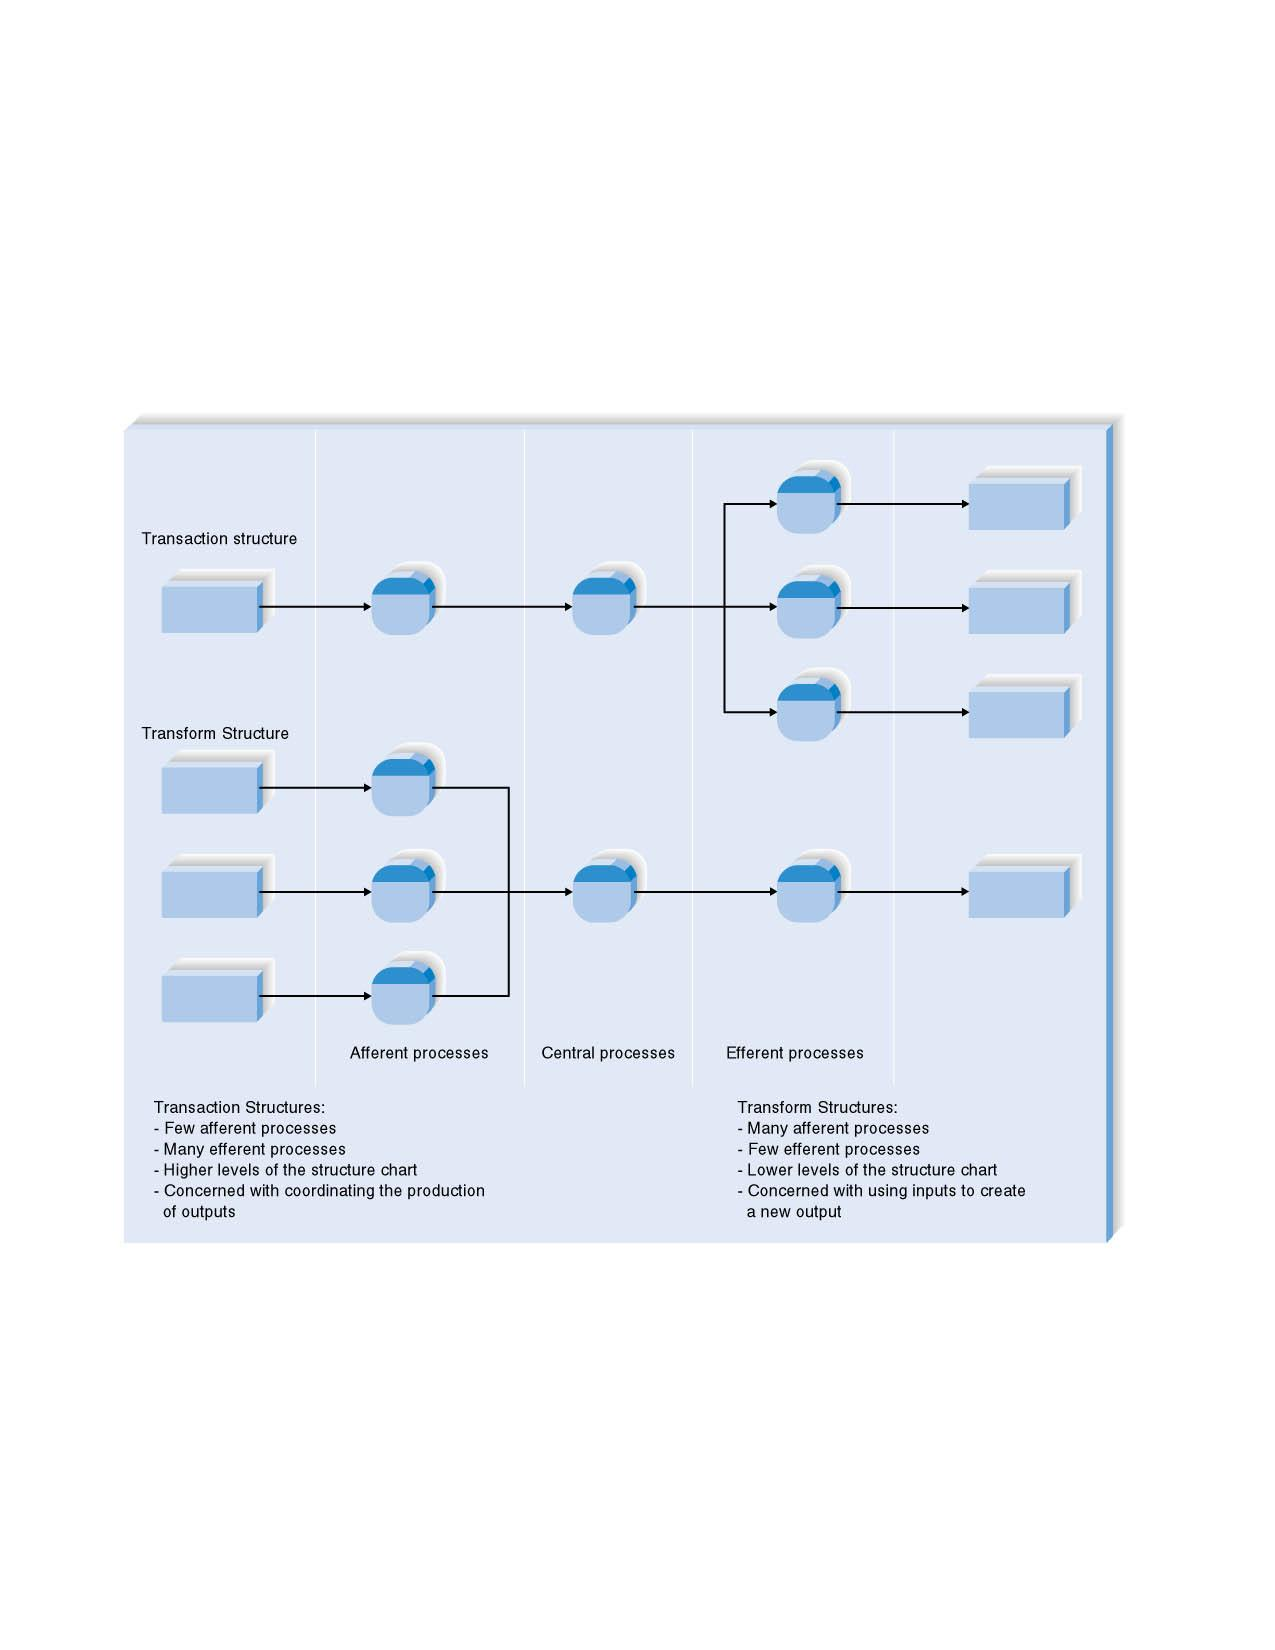 Transaction structure
Transform Structure
Afferent processes
Central processes
Efferent processes
Transaction Structures:
- Few afferent processes
- Many efferent processes
- Higher levels of the structure chart
- Concerned with coordinating the production
of outputs
Transform Structures:
- Many afferent processes
- Few efferent processes
- Lower levels of the structure chart
- Concerned with using inputs to create
a new output